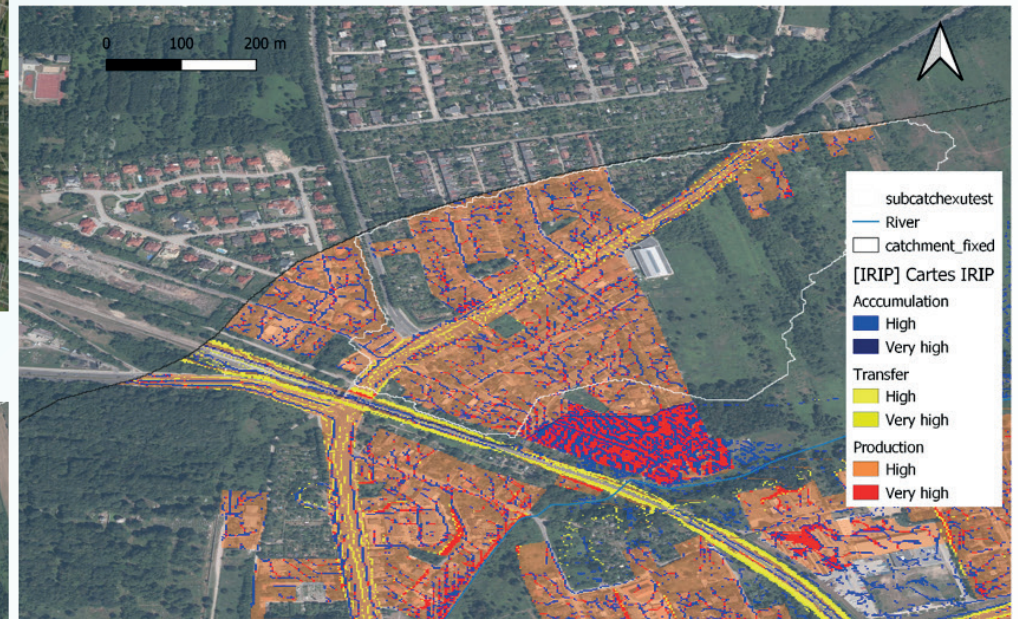 0 100 200 m
subcatchexutest
River
catchment_fixed
[IRIP] Cartes IRIP
Acccumulation
High
Very high
Transfer
High
Very high
Production
High
Very high